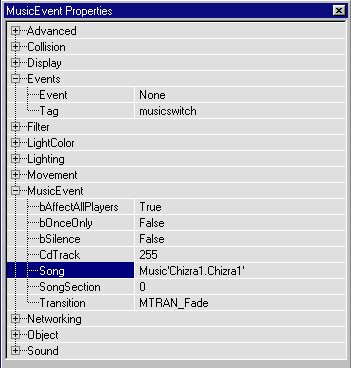 MusicEvent Properties
Advanced
Collision
Display
Events
Event None
Tag musicswitch
Filter
LightColor
Lighting
Movement
MusicEvent
bAffectAllPlayers True
bOnceOnly False
bSilence False
CdTrack 255
Song Music'Chizra1.Chizra1'
SongSection 0
Transition MTRAN_Fade
Networking
Object
Sound